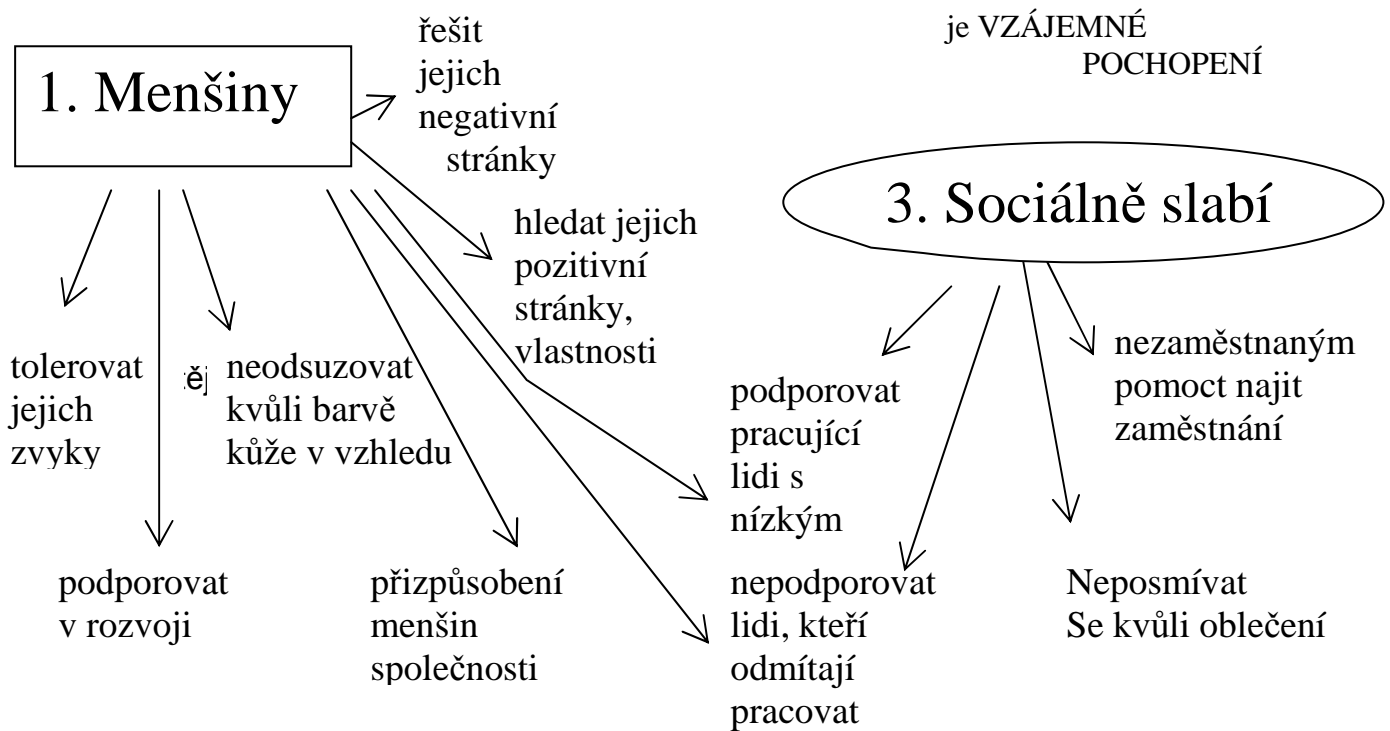 řešit
jejich
negativní
stránky
je VZÁJEMNÉ
POCHOPENÍ
1. Menšiny
3. Sociálně slabí
hledat jejich
pozitivní
stránky,
vlastnosti
tolerovat
jejich
zvyky
neodsuzovat
kvůli barvě
kůže v vzhledu
podporovat
pracující
lidi s
nízkým
nezaměstnaným
pomoct najit
zaměstnání
podporovat
v rozvoji
přizpůsobení
menšin
společnosti
nepodporovat
lidi, kteří
odmítají
pracovat
Neposmívat
Se kvůli oblečení